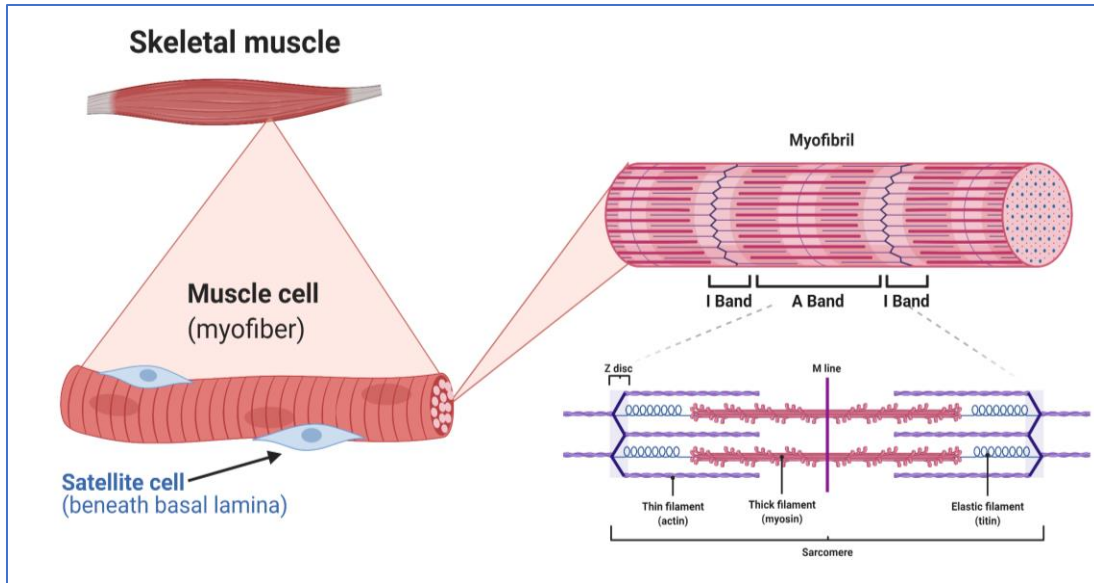 Skeletal muscle
Muscle cell
(myofiber)
Satellite cell
(beneath basal lamina)
Myofibril
I Band
A Band
I Band
Z disc
M line
Thin filament
(actin)
Thick filament
(myosin)
Elastic filament
(titin)
Sarcomere